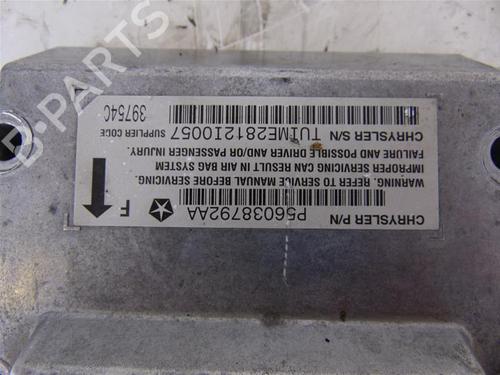 CHRYSLER P/N
P56038792AA
F
WARNING. REFER TO SERVICE MANUAL BEFORE SERVICING.
IMPROPER SERVICING CAN RESULT IN AIR BAG SYSTEM
FAILURE AND POSSIBLE DRIVER AND/OR PASSENGER INJURY.
TUIME2812I0057
39754C
CHRYSLER S/N
SUPPLIER CODE
B-PARTS